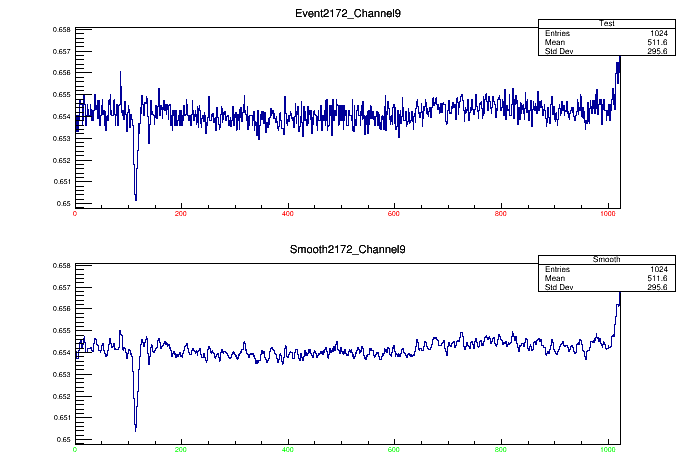 Event2172_Channel9
Test
Entries 1024
Mean 511.6
Std Dev 295.6
0.658
0.657
0.656
0.655
0.654
0.653
0.652
0.651
0.65
0 200 400 600 800 1000
Smooth2172_Channel9
Smooth
Entries 1024
Mean 511.6
Std Dev 295.6
0.658
0.657
0.656
0.655
0.654
0.653
0.652
0.651
0.65
0 200 400 600 800 1000